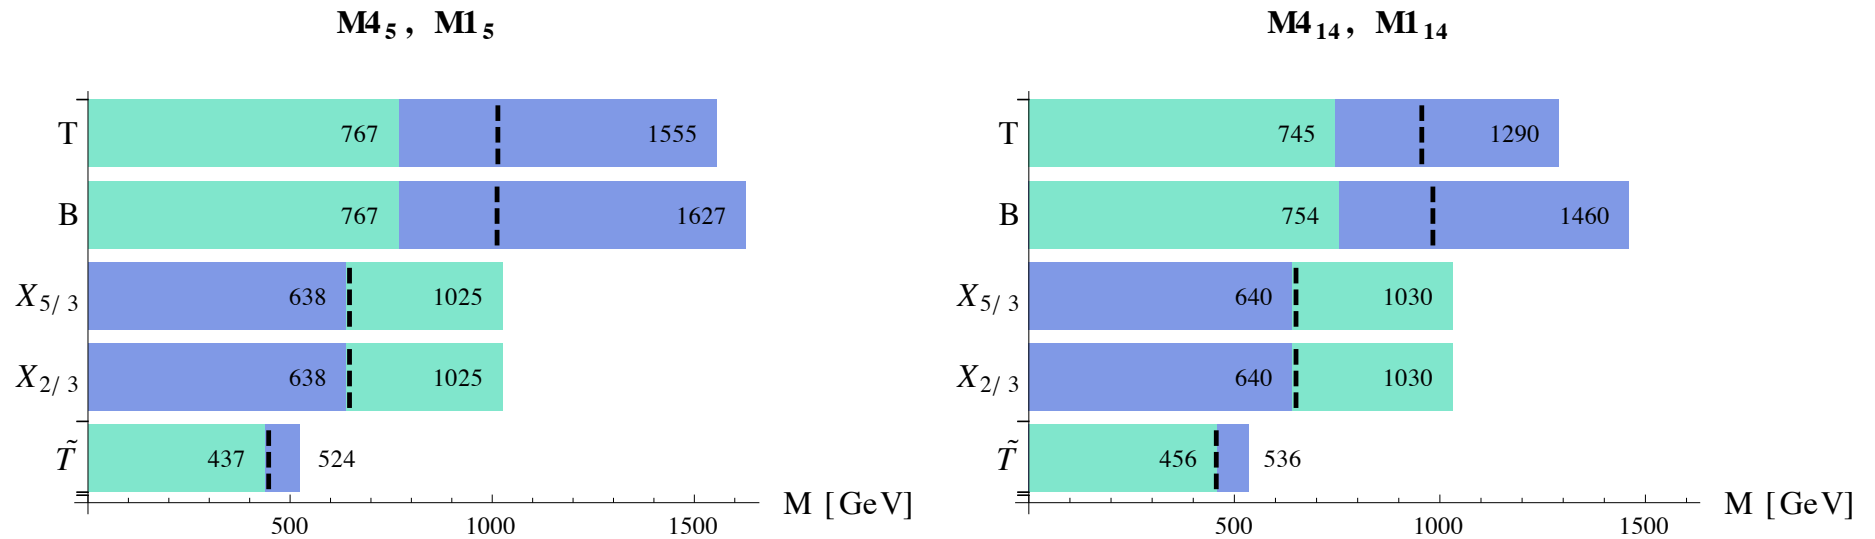 M4₅, M1₅
T 767 1555
B 767 1627
X₅/₃ 638 1025
X₂/₃ 638 1025
T̃ 437 524
500 1000 1500 M [GeV]
M4₁₄, M1₁₄
T 745 1290
B 754 1460
X₅/₃ 640 1030
X₂/₃ 640 1030
T̃ 456 536
500 1000 1500 M [GeV]